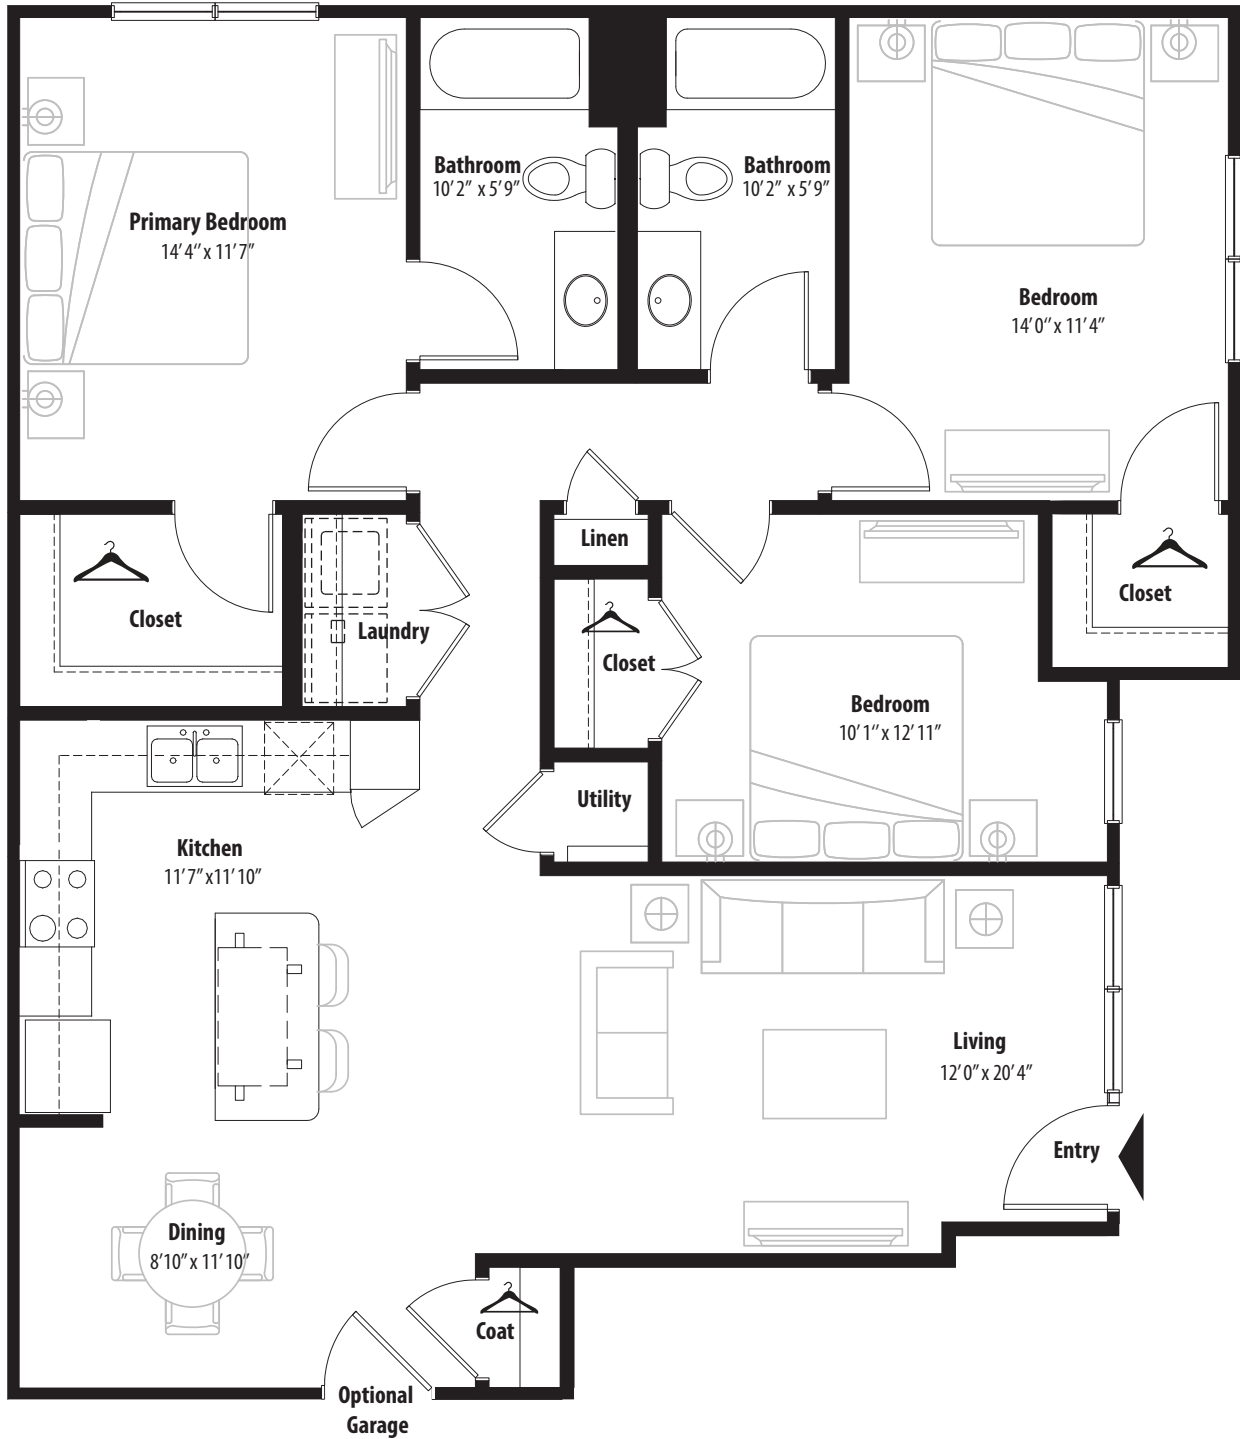 Bathroom
10'2" x 5'9"
Bathroom
10'2" x 5'9"
Primary Bedroom
14'4" x 11'7"
Bedroom
14'0" x 11'4"
Linen
Closet
Closet
Laundry
Closet
Bedroom
10'1" x 12'11"
Utility
Kitchen
11'7" x11'10"
Living
12'0" x 20'4"
Entry
Dining
8'10" x 11'10"
Coat
Optional
Garage